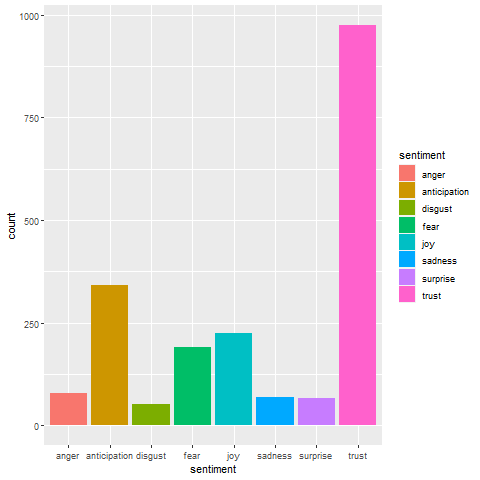 1000
750
500
250
0
count
anger anticipation disgust fear joy sadness surprise trust
sentiment
sentiment
anger
anticipation
disgust
fear
joy
sadness
surprise
trust